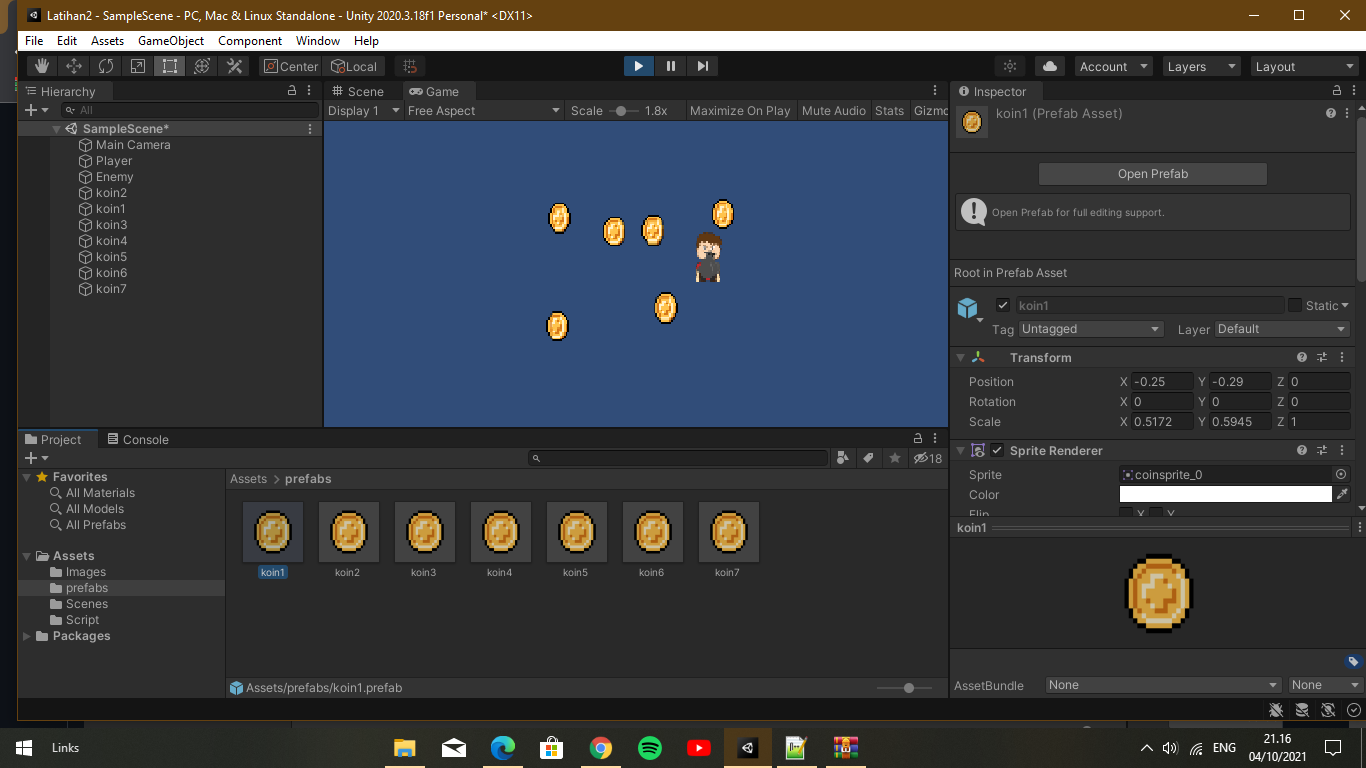 Latihan2 - SampleScene - PC, Mac & Linux Standalone - Unity 2020.3.18f1 Personal* <DX11>
File Edit Assets GameObject Component Window Help
Center Local Account Layers Layout
Hierarchy
All
SampleScene*
Main Camera
Player
Enemy
koin2
koin1
koin3
koin4
koin5
koin6
koin7
Scene Game
Display 1 Free Aspect Scale 1.8x Maximize On Play Mute Audio Stats Gizmo
Inspector
koin1 (Prefab Asset)
Open Prefab
Open Prefab for full editing support.
Root in Prefab Asset
koin1 Static
Tag Untagged Layer Default
Transform
Position X -0.25 Y -0.29 Z 0
Rotation X 0 Y 0 Z 0
Scale X 0.5172 Y 0.5945 Z 1
Sprite Renderer
Sprite coinsprite_0
Color
Flip X Y
koin1
AssetBundle None None
Project Console
18
Favorites
All Materials
All Models
All Prefabs
Assets
Images
prefabs
Scenes
Script
Packages
Assets > prefabs
koin1 koin2 koin3 koin4 koin5 koin6 koin7
Assets/prefabs/koin1.prefab
Links
ENG
21.16
04/10/2021